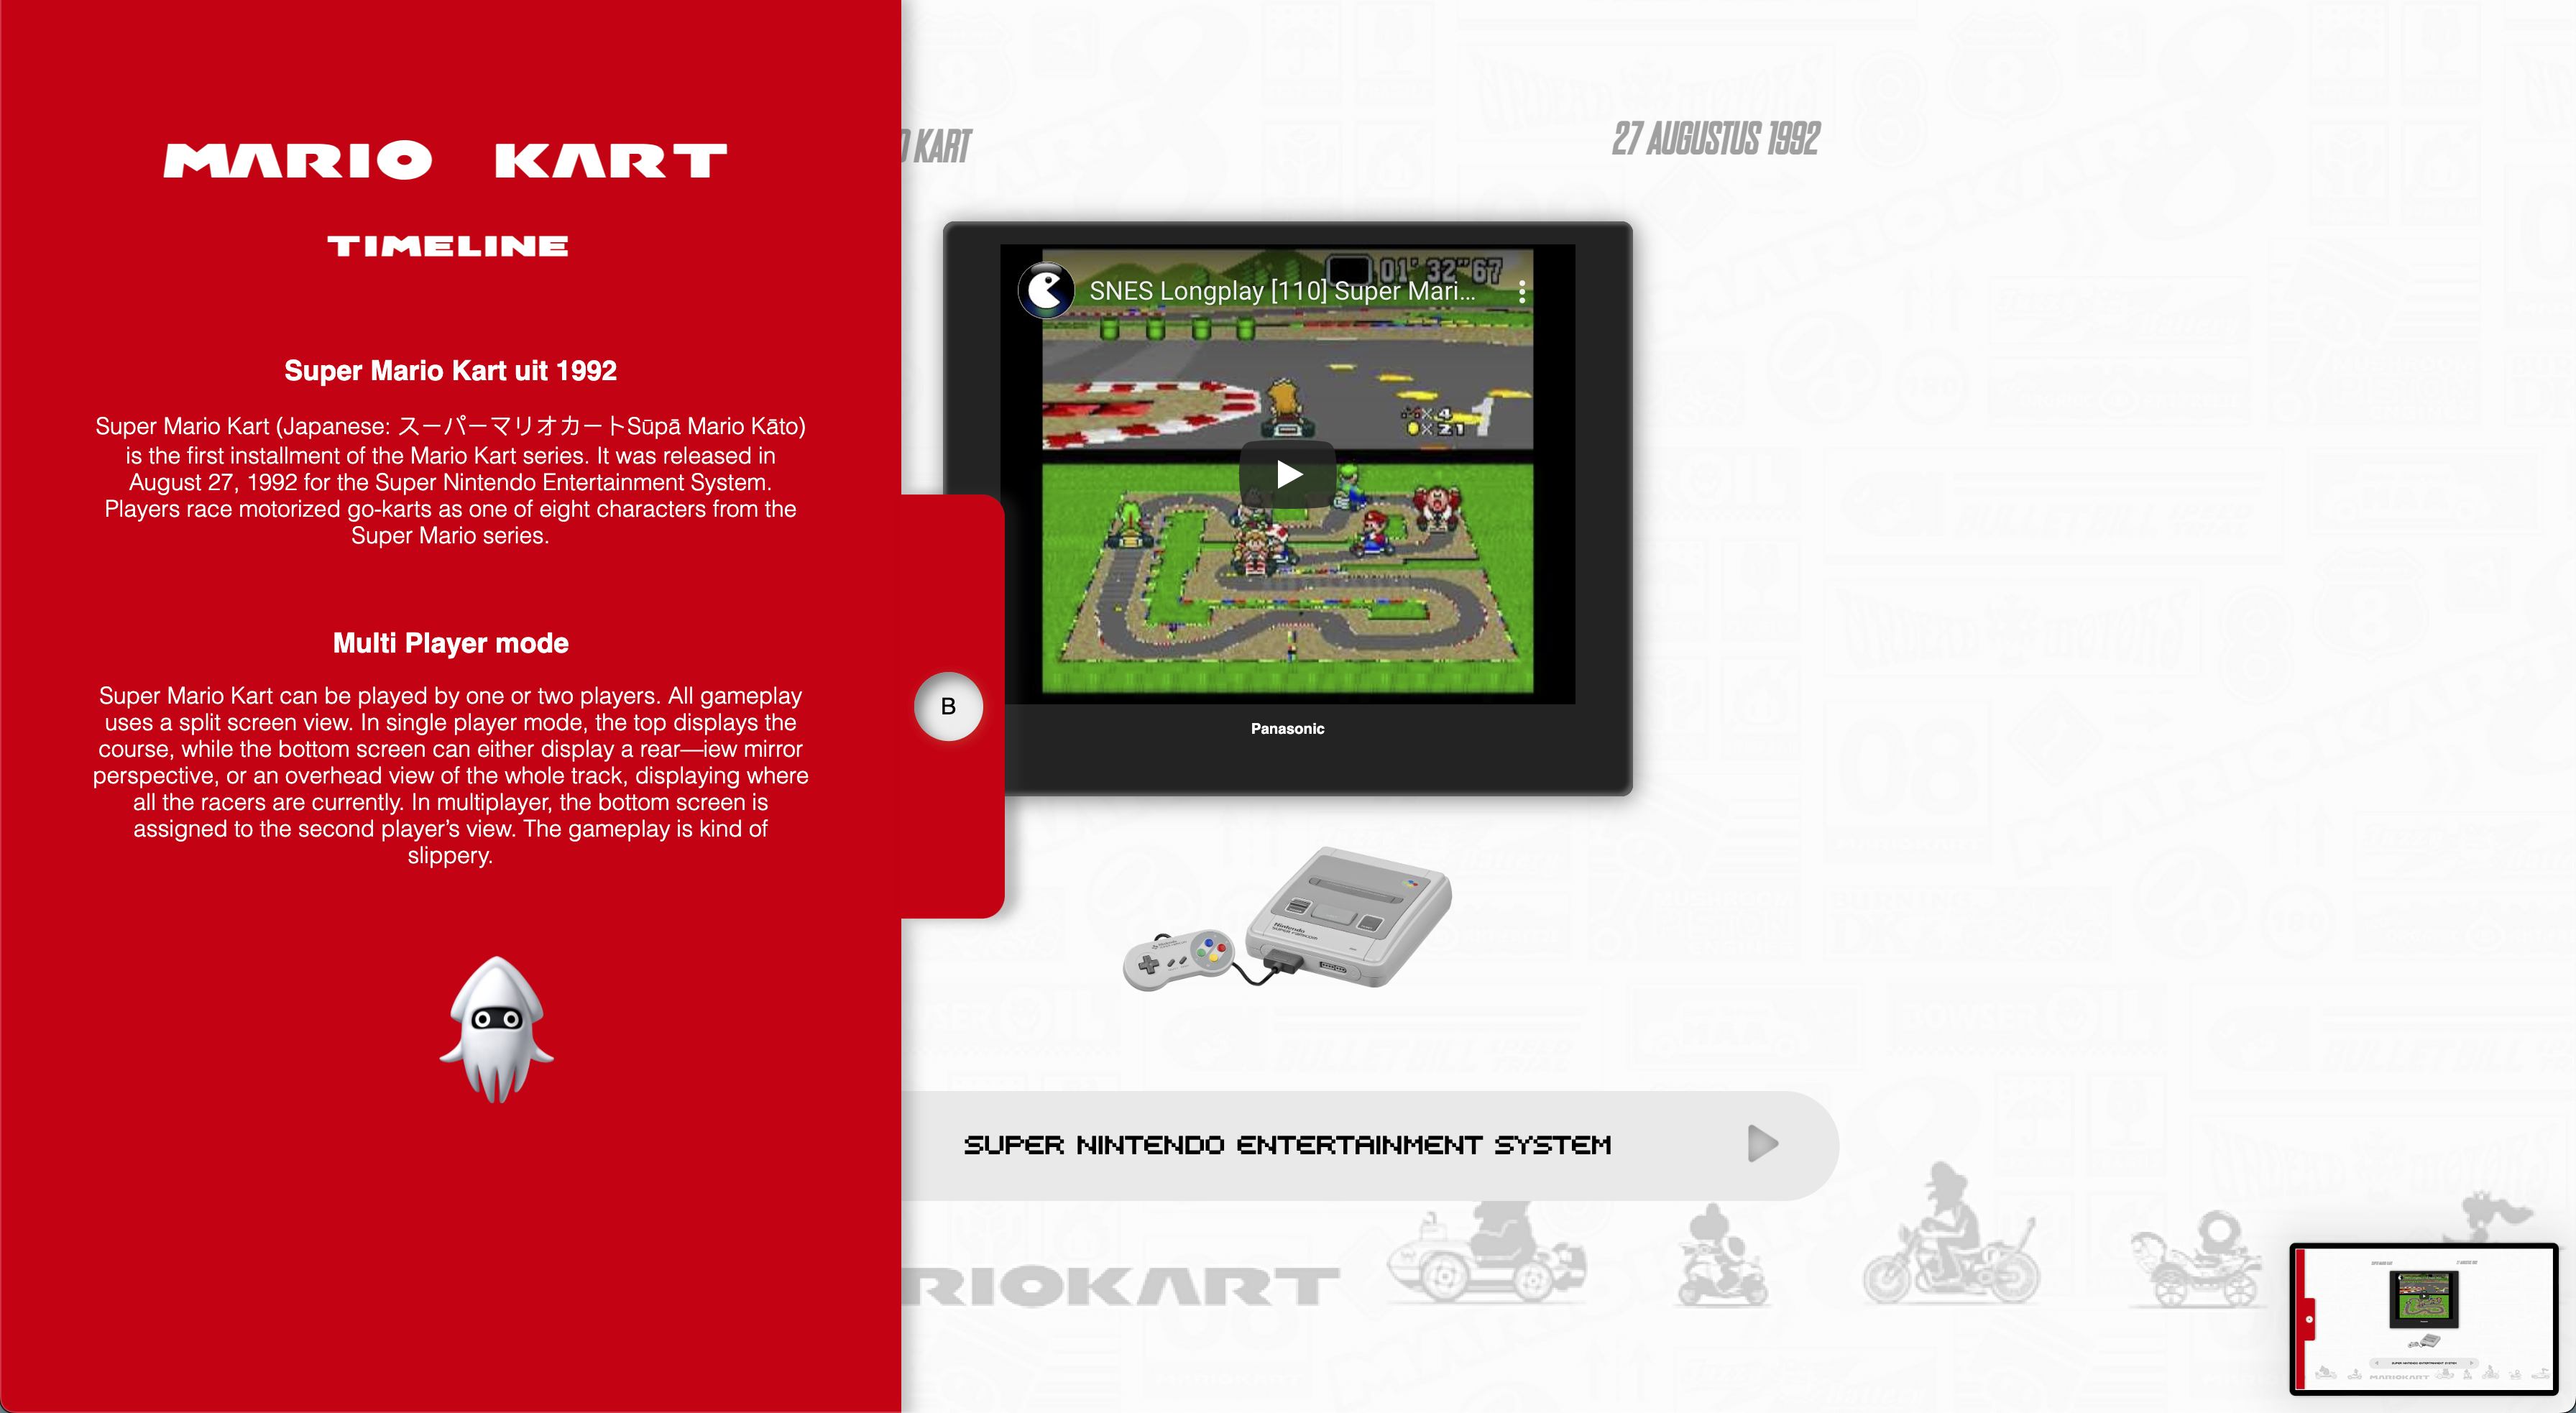 MARIO KART
TIMELINE
Super Mario Kart uit 1992
Super Mario Kart (Japanese: スーパーマリオカートSūpā Mario Kāto)
is the first installment of the Mario Kart series. It was released in
August 27, 1992 for the Super Nintendo Entertainment System.
Players race motorized go-karts as one of eight characters from the
Super Mario series.
Multi Player mode
Super Mario Kart can be played by one or two players. All gameplay
uses a split screen view. In single player mode, the top displays the
course, while the bottom screen can either display a rear—iew mirror
perspective, or an overhead view of the whole track, displaying where
all the racers are currently. In multiplayer, the bottom screen is
assigned to the second player’s view. The gameplay is kind of
slippery.
B
KART
27 AUGUSTUS 1992
01'32"67
SNES Longplay [110] Super Mari...
×4
×21
1
Panasonic
Nintendo
SUPER FAMICOM
SUPER NINTENDO ENTERTAINMENT SYSTEM
RIOKART